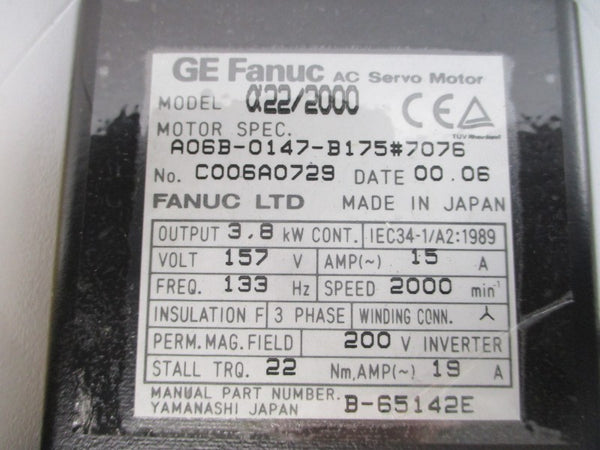 GE Fanuc AC Servo Motor
MODEL α22/2000
MOTOR SPEC.
A06B-0147-B175#7076
TÜV Rheinland
No. C006A0729 DATE 00.06
FANUC LTD MADE IN JAPAN
OUTPUT 3.8 kW CONT. IEC34-1/A2:1989
VOLT 157 V AMP(~) 15 A
FREQ. 133 Hz SPEED 2000 min⁻¹
INSULATION F 3 PHASE WINDING CONN.
PERM.MAG.FIELD 200 V INVERTER
STALL TRQ. 22 Nm,AMP(~) 19 A
MANUAL PART NUMBER. B-65142E
YAMANASHI JAPAN